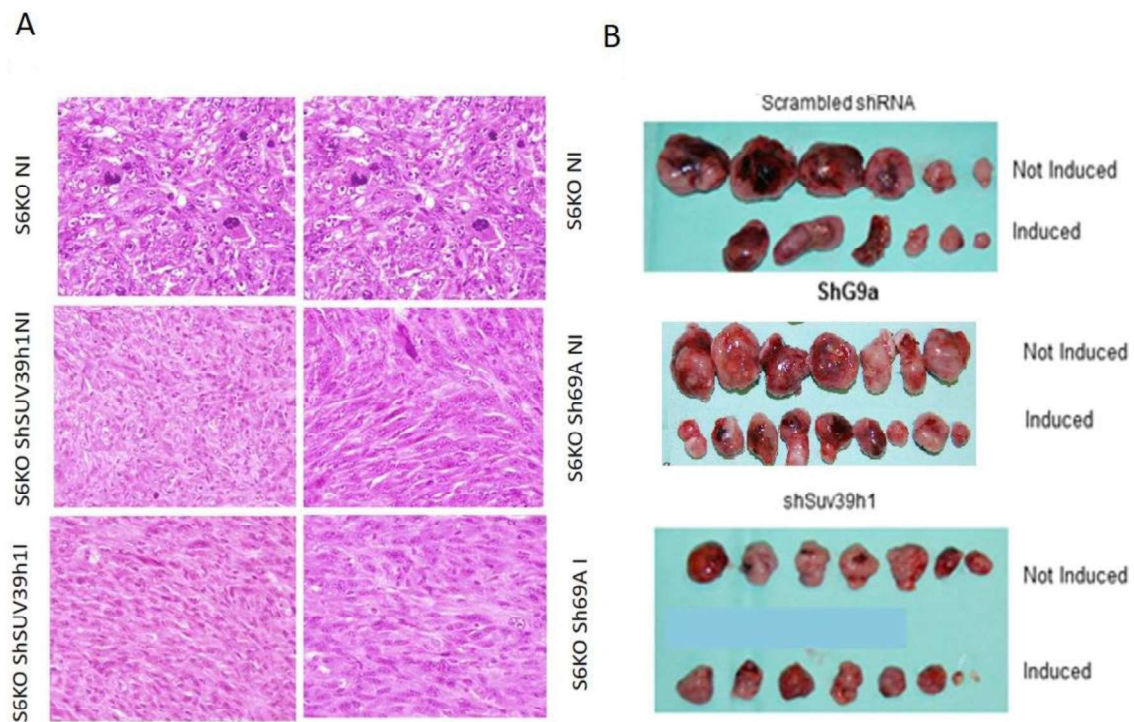 A
B
S6KO NI
S6KO NI
S6KO ShSUV39h1NI
S6KO Sh69A NI
S6KO ShSUV39h1I
S6KO Sh69A I
Scrambled shRNA
Not Induced
Induced
ShG9a
Not Induced
Induced
shSuv39h1
Not Induced
Induced